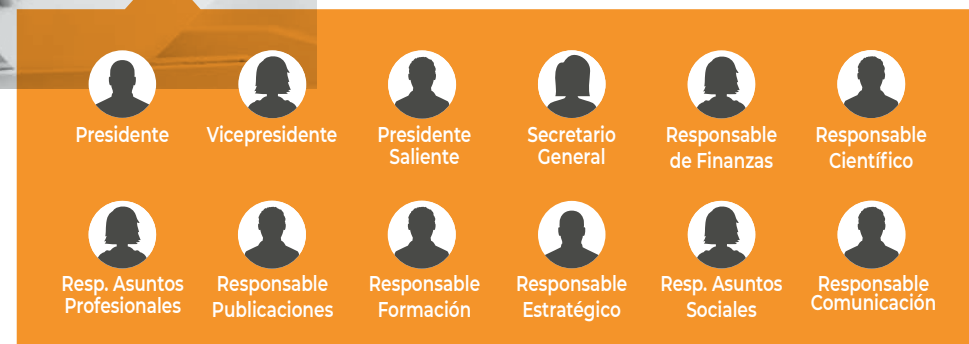 Presidente
Vicepresidente
Presidente
Saliente
Secretario
General
Responsable
de Finanzas
Responsable
Científico
Resp. Asuntos
Profesionales
Responsable
Publicaciones
Responsable
Formación
Responsable
Estratégico
Resp. Asuntos
Sociales
Responsable
Comunicación